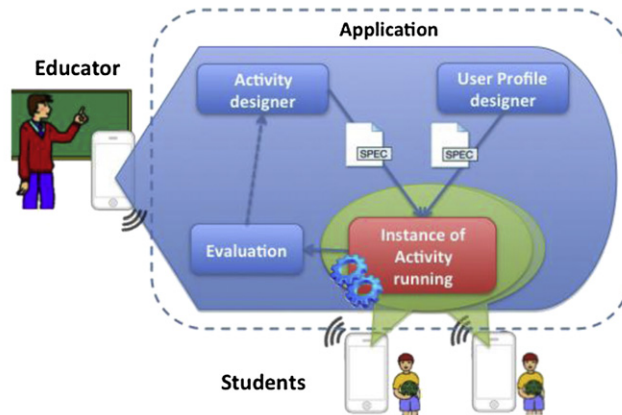 Application
Educator
Activity
designer
User Profile
designer
SPEC
SPEC
Evaluation
Instance of
Activity
running
Students